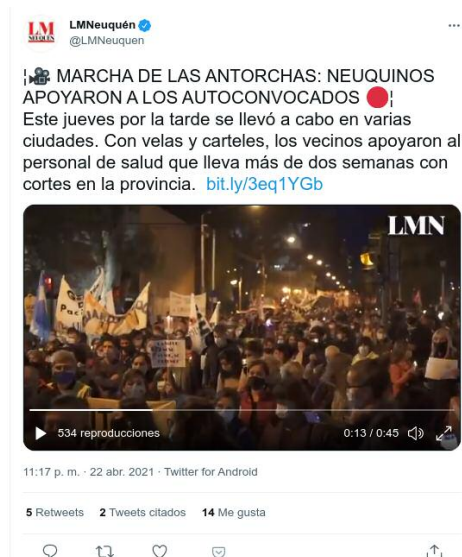 LM
NEUQUÉN
LMNeuquén
@LMNeuquen
¦🎥 MARCHA DE LAS ANTORCHAS: NEUQUINOS
APOYARON A LOS AUTOCONVOCADOS 🔴¦
Este jueves por la tarde se llevó a cabo en varias
ciudades. Con velas y carteles, los vecinos apoyaron al
personal de salud que lleva más de dos semanas con
cortes en la provincia. bit.ly/3eq1YGb
LMN
534 reproducciones
0:13 / 0:45
11:17 p. m. · 22 abr. 2021 · Twitter for Android
5 Retweets 2 Tweets citados 14 Me gusta